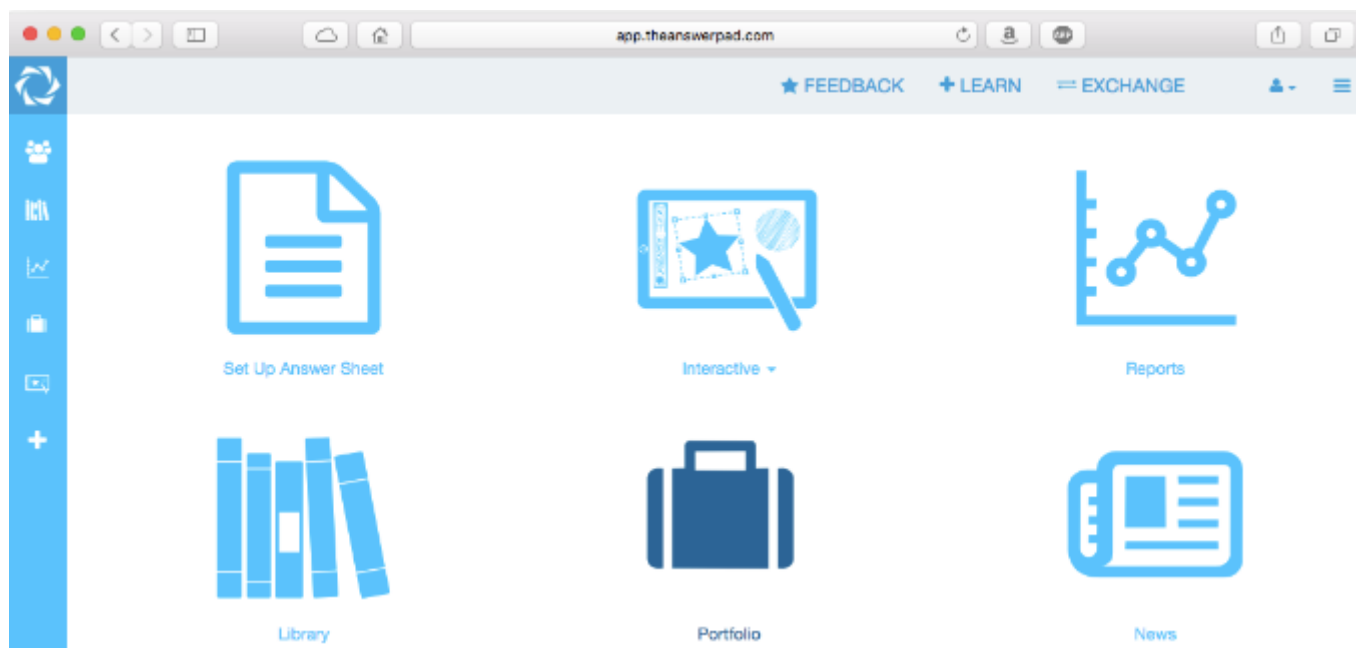 app.theanswerpad.com
FEEDBACK LEARN EXCHANGE
Set Up Answer Sheet Interactive Reports
Library Portfolio News